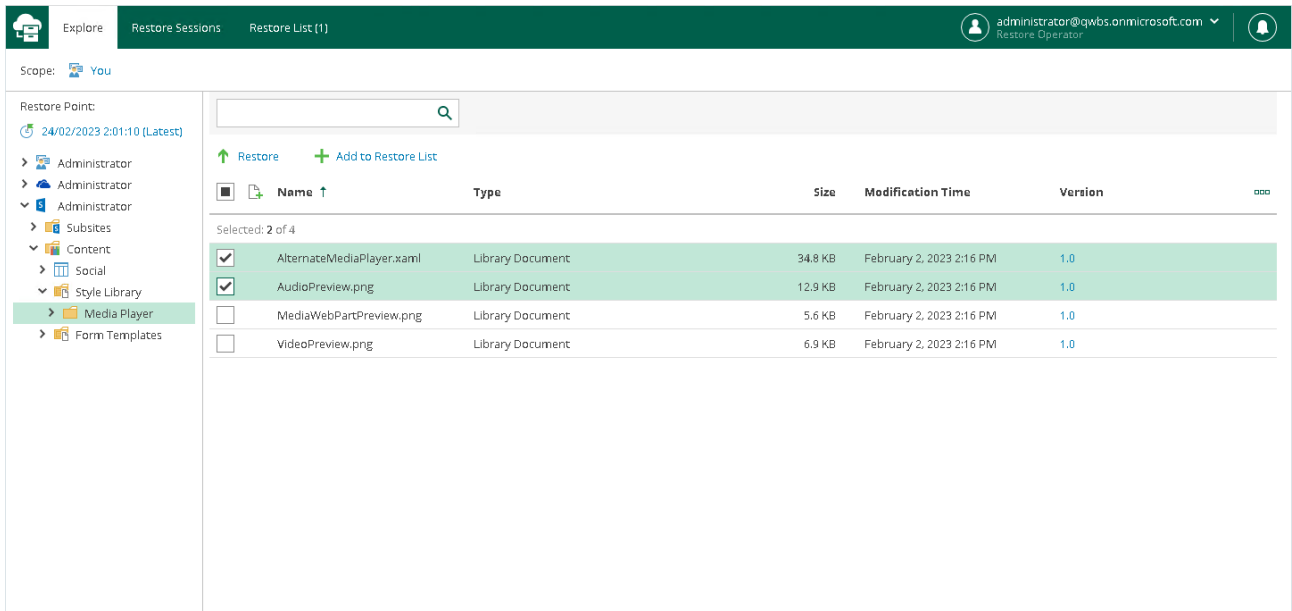 Explore Restore Sessions Restore List (1) administrator@qwbs.onmicrosoft.com
Restore Operator
Scope: You
Restore Point:
24/02/2023 2:01:10 (Latest)
Administrator
Administrator
Administrator
Subsites
Content
Social
Style Library
Media Player
Form Templates
Restore Add to Restore List
Name Type Size Modification Time Version
Selected: 2 of 4
AlternateMediaPlayer.xaml Library Document 34.8 KB February 2, 2023 2:16 PM 1.0
AudioPreview.png Library Document 12.9 KB February 2, 2023 2:16 PM 1.0
MediaWebPartPreview.png Library Document 5.6 KB February 2, 2023 2:16 PM 1.0
VideoPreview.png Library Document 6.9 KB February 2, 2023 2:16 PM 1.0